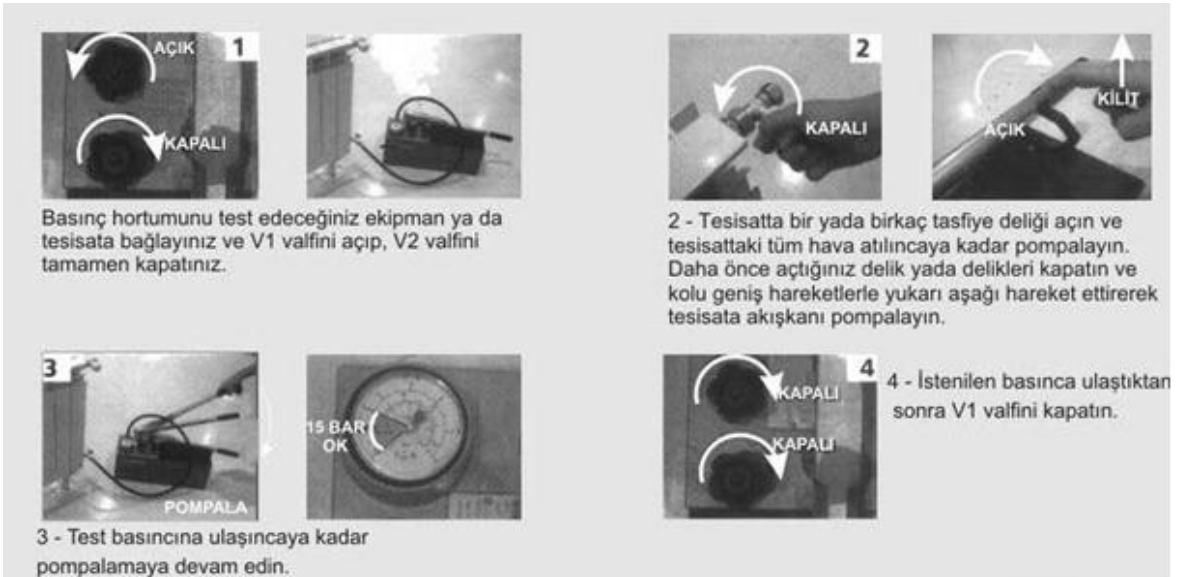 AÇIK
1
KAPALI
Basınç hortumunu test edeceğiniz ekipman ya da
tesisata bağlayınız ve V1 valfini açıp, V2 valfini
tamamen kapatınız.
2
KAPALI
KİLİT
AÇIK
2 - Tesisatta bir yada birkaç tasfiye deliği açın ve
tesisattaki tüm hava atılıncaya kadar pompalayın.
Daha önce açtığınız delik yada delikleri kapatın ve
kolu geniş hareketlerle yukarı aşağı hareket ettirerek
tesisata akışkanı pompalayın.
3
POMPALA
15 BAR
OK
3 - Test basıncına ulaşıncaya kadar
pompalamaya devam edin.
4
KAPALI
KAPALI
4 - İstenilen basınca ulaştıktan
sonra V1 valfini kapatın.